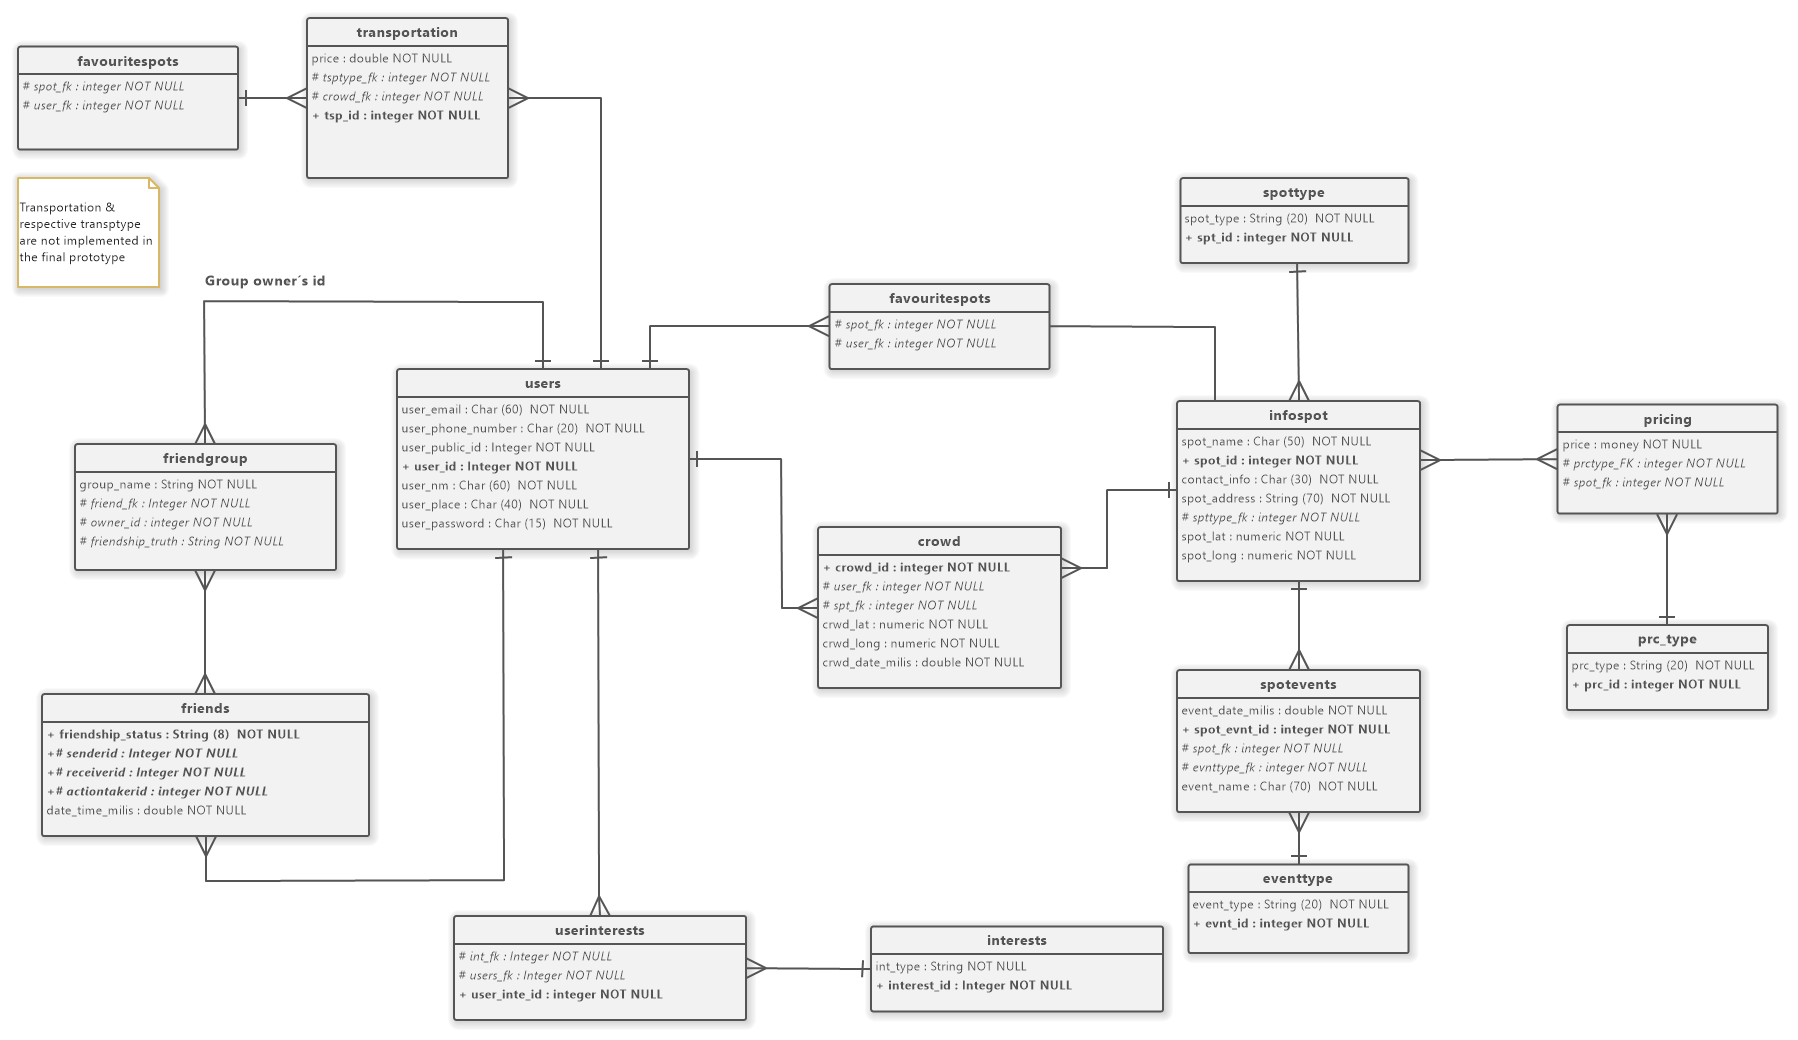 transportation
price : double NOT NULL
# tsptype_fk : integer NOT NULL
# crowd_fk : integer NOT NULL
+ tsp_id : integer NOT NULL
favouritespots
# spot_fk : integer NOT NULL
# user_fk : integer NOT NULL
Transportation &
respective transptype
are not implemented in
the final prototype
Group owner´s id
spottype
spot_type : String (20)  NOT NULL
+ spt_id : integer NOT NULL
favouritespots
# spot_fk : integer NOT NULL
# user_fk : integer NOT NULL
users
user_email : Char (60)  NOT NULL
user_phone_number : Char (20)  NOT NULL
user_public_id : Integer NOT NULL
+ user_id : Integer NOT NULL
user_nm : Char (60)  NOT NULL
user_place : Char (40)  NOT NULL
user_password : Char (15)  NOT NULL
infospot
spot_name : Char (50)  NOT NULL
+ spot_id : integer NOT NULL
contact_info : Char (30)  NOT NULL
spot_address : String (70)  NOT NULL
# spttype_fk : integer NOT NULL
spot_lat : numeric NOT NULL
spot_long : numeric NOT NULL
pricing
price : money NOT NULL
# prctype_FK : integer NOT NULL
# spot_fk : integer NOT NULL
friendgroup
group_name : String NOT NULL
# friend_fk : Integer NOT NULL
# owner_id : integer NOT NULL
# friendship_truth : String NOT NULL
crowd
+ crowd_id : integer NOT NULL
# user_fk : integer NOT NULL
# spt_fk : integer NOT NULL
crwd_lat : numeric NOT NULL
crwd_long : numeric NOT NULL
crwd_date_milis : double NOT NULL
prc_type
prc_type : String (20)  NOT NULL
+ prc_id : integer NOT NULL
friends
+ friendship_status : String (8)  NOT NULL
+# senderid : Integer NOT NULL
+# receiverid : Integer NOT NULL
+# actiontakerid : integer NOT NULL
date_time_milis : double NOT NULL
spotevents
event_date_milis : double NOT NULL
+ spot_evnt_id : integer NOT NULL
# spot_fk : integer NOT NULL
# evnttype_fk : integer NOT NULL
event_name : Char (70)  NOT NULL
eventtype
event_type : String (20)  NOT NULL
+ evnt_id : integer NOT NULL
userinterests
# int_fk : Integer NOT NULL
# users_fk : Integer NOT NULL
+ user_inte_id : integer NOT NULL
interests
int_type : String NOT NULL
+ interest_id : Integer NOT NULL